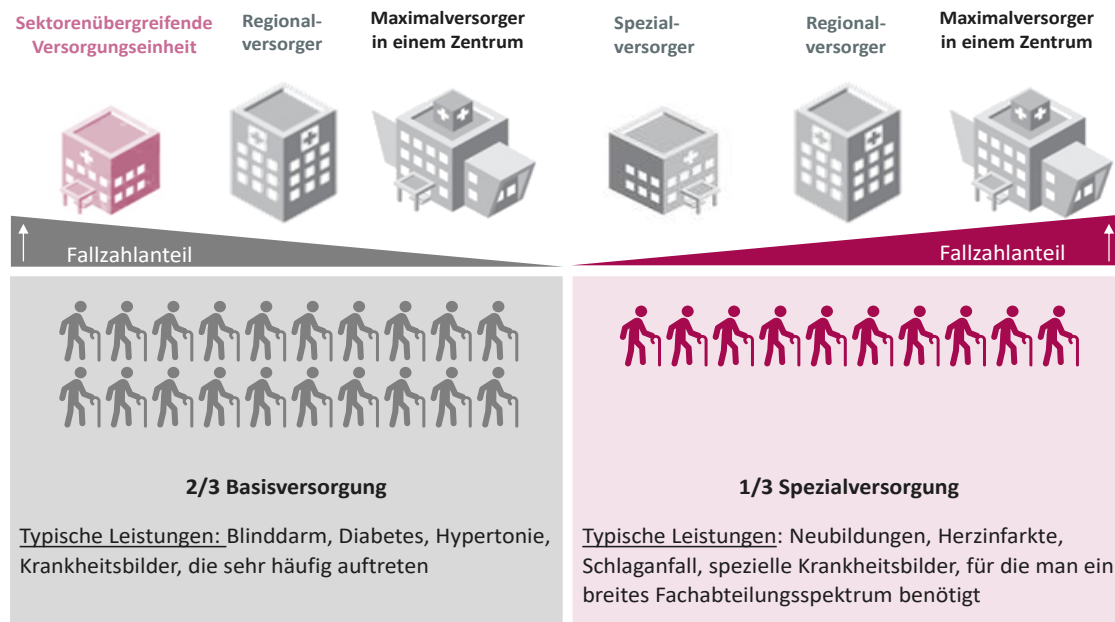 Sektorenübergreifende
Versorgungseinheit
Regional-
versorger
Maximalversorger
in einem Zentrum
Spezial-
versorger
Regional-
versorger
Maximalversorger
in einem Zentrum
Fallzahlanteil
Fallzahlanteil
2/3 Basisversorgung
Typische Leistungen: Blinddarm, Diabetes, Hypertonie,
Krankheitsbilder, die sehr häufig auftreten
1/3 Spezialversorgung
Typische Leistungen: Neubildungen, Herzinfarkte,
Schlaganfall, spezielle Krankheitsbilder, für die man ein
breites Fachabteilungsspektrum benötigt